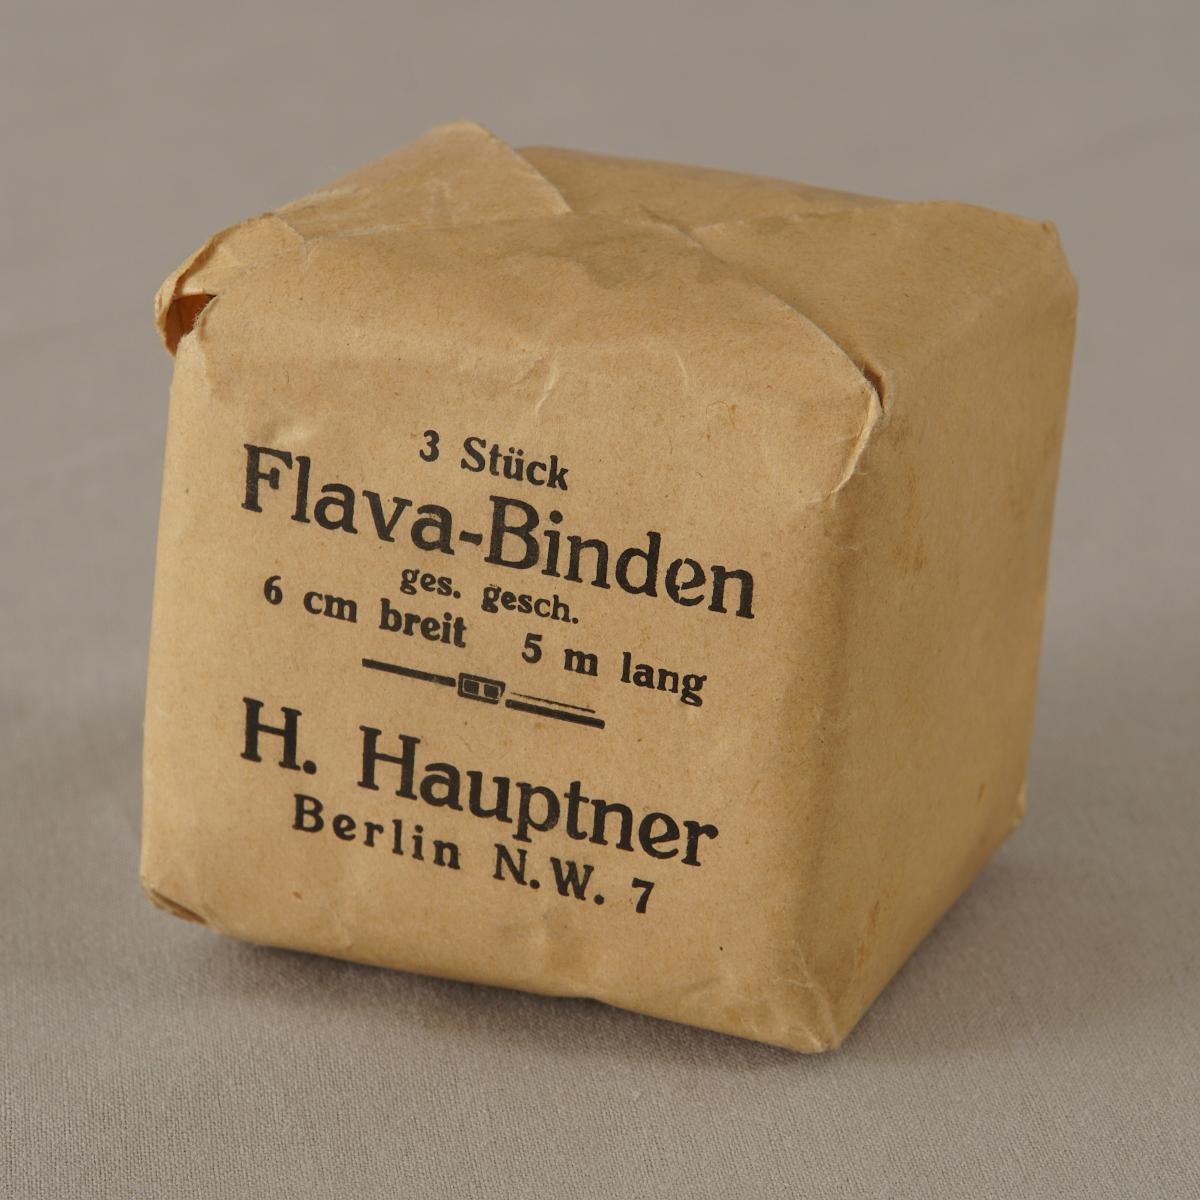 3 Stück
Flava-Binden
ges. gesch.
6 cm breit 5 m lang
H. Hauptner
Berlin N.W. 7